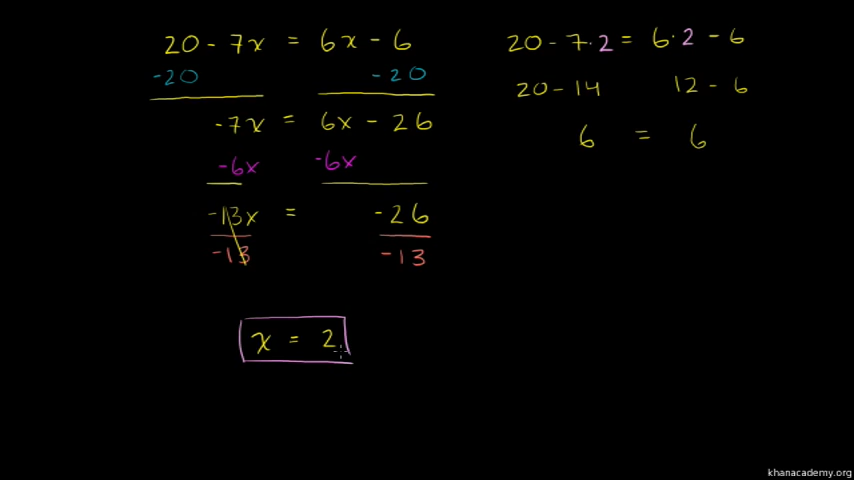 20 - 7x = 6x - 6
-20 -20
-7x = 6x - 26
-6x -6x
-13x = -26
-13 -13
x = 2
20 - 7·2 = 6·2 - 6
20 - 14 12 - 6
6 = 6
khanacademy.org